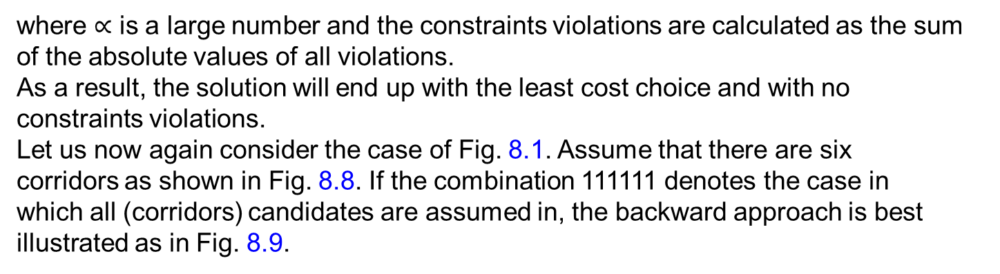 where ∝ is a large number and the constraints violations are calculated as the sum
of the absolute values of all violations.
As a result, the solution will end up with the least cost choice and with no
constraints violations.
Let us now again consider the case of Fig. 8.1. Assume that there are six
corridors as shown in Fig. 8.8. If the combination 111111 denotes the case in
which all (corridors) candidates are assumed in, the backward approach is best
illustrated as in Fig. 8.9.